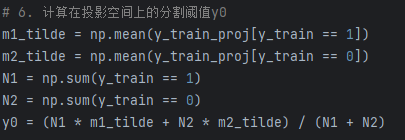 # 6. 计算在投影空间上的分割阈值y0
m1_tilde = np.mean(y_train_proj[y_train == 1])
m2_tilde = np.mean(y_train_proj[y_train == 0])
N1 = np.sum(y_train == 1)
N2 = np.sum(y_train == 0)
y0 = (N1 * m1_tilde + N2 * m2_tilde) / (N1 + N2)